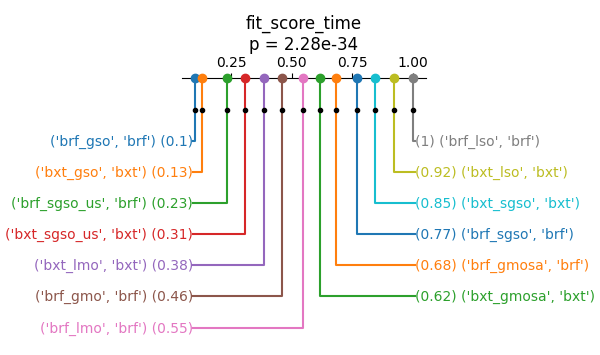 fit_score_time
p = 2.28e-34
0.25 0.50 0.75 1.00
('brf_gso', 'brf') (0.1)
(1) ('brf_lso', 'brf')
('bxt_gso', 'bxt') (0.13)
(0.92) ('bxt_lso', 'bxt')
('brf_sgso_us', 'brf') (0.23)
(0.85) ('bxt_sgso', 'bxt')
('bxt_sgso_us', 'bxt') (0.31)
(0.77) ('brf_sgso', 'brf')
('bxt_lmo', 'bxt') (0.38)
(0.68) ('brf_gmosa', 'brf')
('brf_gmo', 'brf') (0.46)
(0.62) ('bxt_gmosa', 'bxt')
('brf_lmo', 'brf') (0.55)